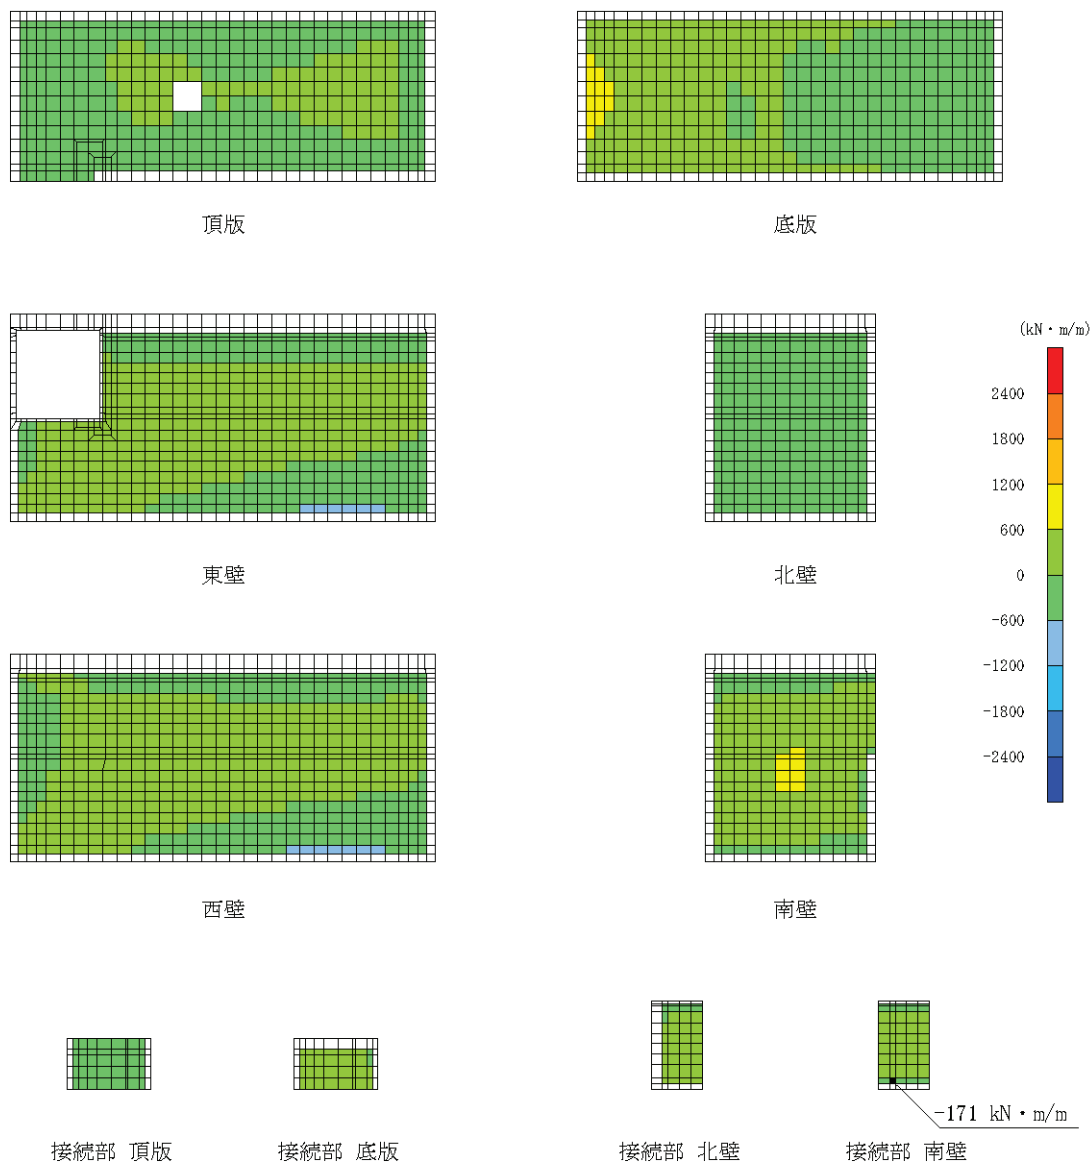 頂版
底版
東壁
北壁
(kN・m/m)
2400
1800
1200
600
0
-600
-1200
-1800
-2400
西壁
南壁
-171 kN・m/m
接続部 頂版
接続部 底版
接続部 北壁
接続部 南壁